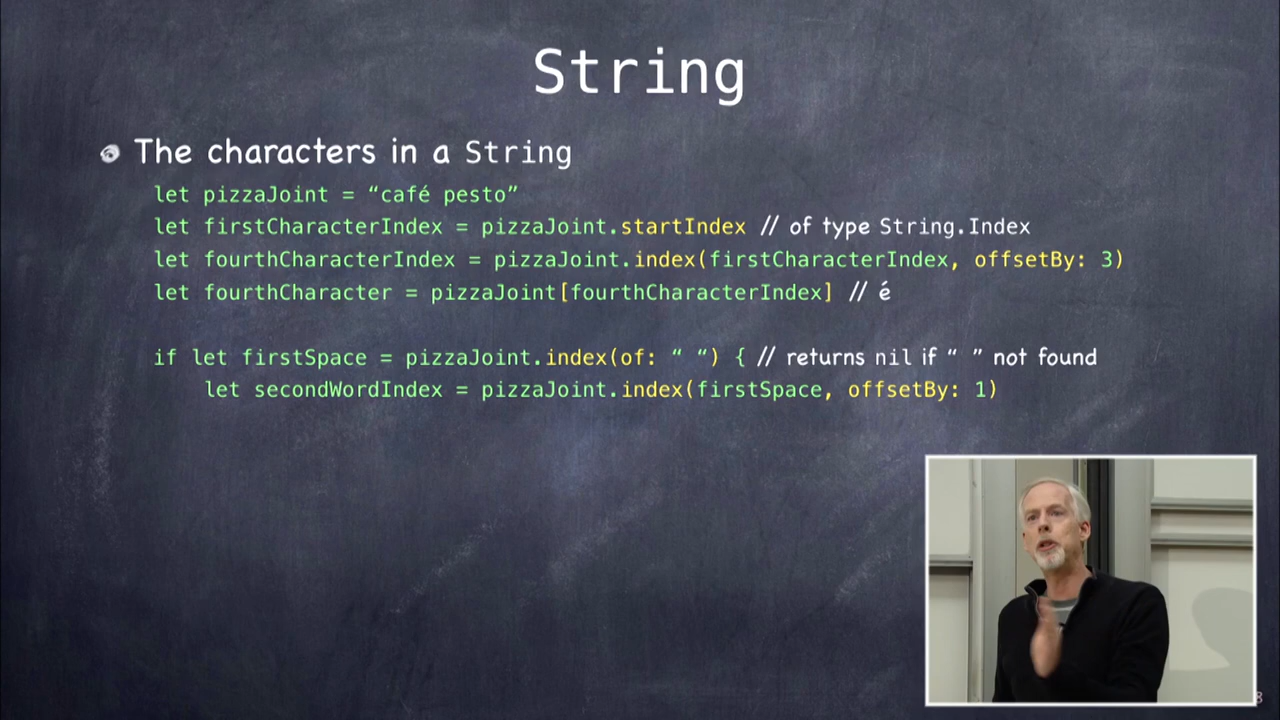 String
The characters in a String
let pizzaJoint = “café pesto”
let firstCharacterIndex = pizzaJoint.startIndex // of type String.Index
let fourthCharacterIndex = pizzaJoint.index(firstCharacterIndex, offsetBy: 3)
let fourthCharacter = pizzaJoint[fourthCharacterIndex] // é
if let firstSpace = pizzaJoint.index(of: “ “) { // returns nil if “ ” not found
let secondWordIndex = pizzaJoint.index(firstSpace, offsetBy: 1)